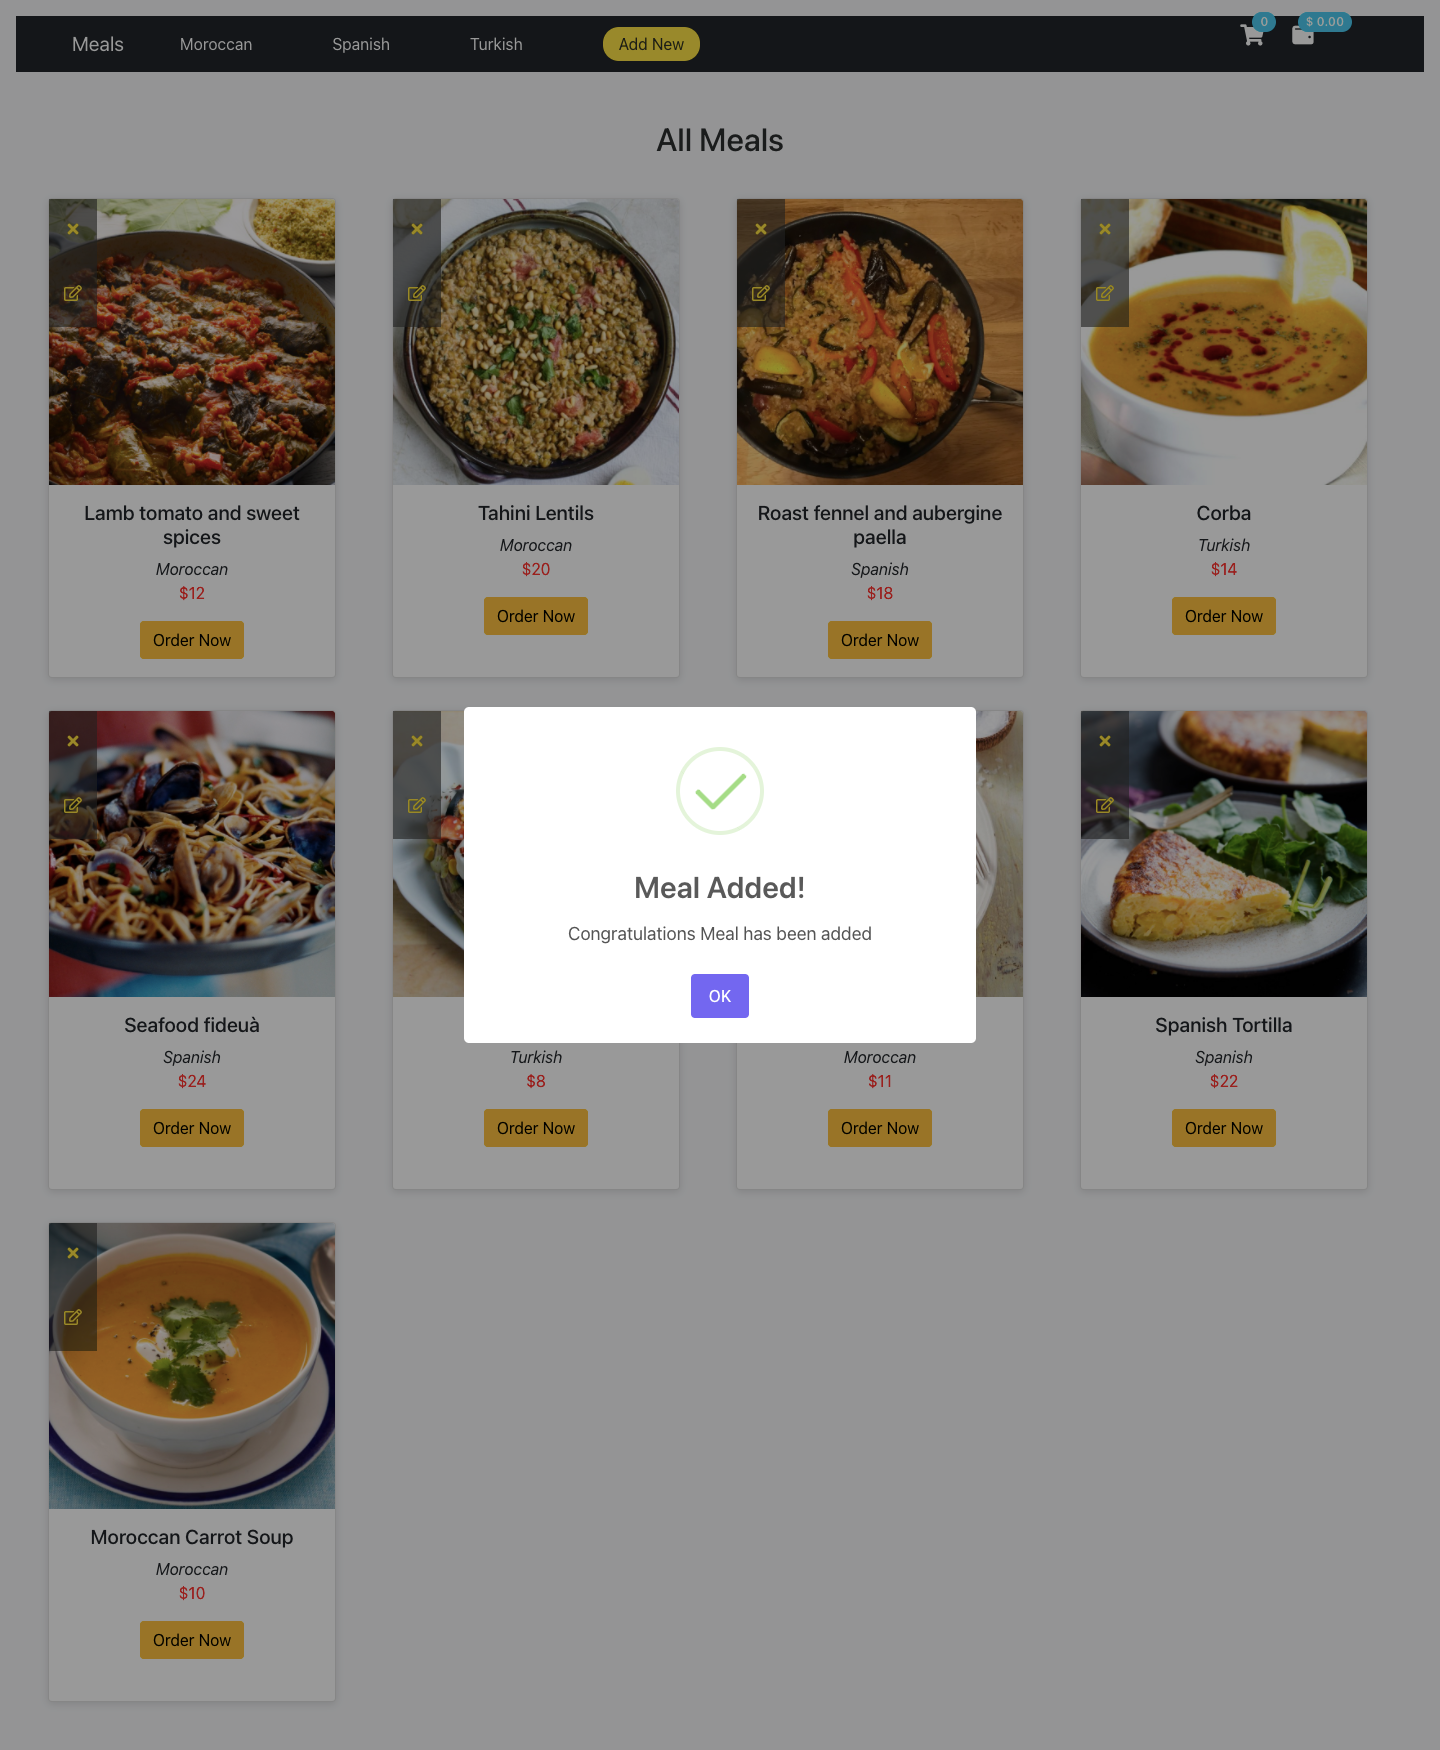 Meals
Moroccan
Spanish
Turkish
Add New
0
$ 0.00
All Meals
Lamb tomato and sweet
spices
Moroccan
$12
Order Now
Tahini Lentils
Moroccan
$20
Order Now
Roast fennel and aubergine
paella
Spanish
$18
Order Now
Corba
Turkish
$14
Order Now
Meal Added!
Congratulations Meal has been added
OK
Seafood fideuà
Spanish
$24
Order Now
Turkish
$8
Order Now
Moroccan
$11
Order Now
Spanish Tortilla
Spanish
$22
Order Now
Moroccan Carrot Soup
Moroccan
$10
Order Now